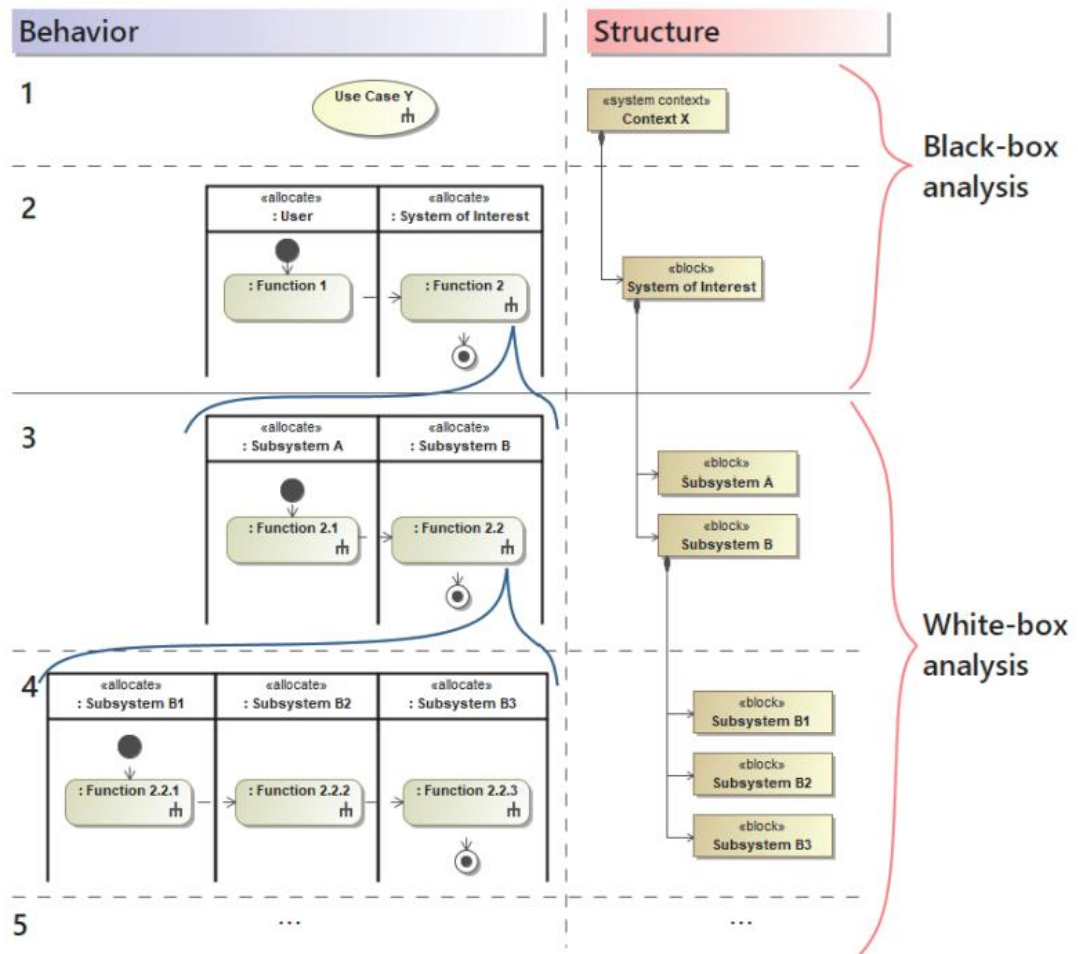 Behavior
Structure
1
Use Case Y
«system context»
Context X
Black-box
analysis
2
«allocate»
: User
«allocate»
: System of Interest
: Function 1
: Function 2
«block»
System of Interest
3
«allocate»
: Subsystem A
«allocate»
: Subsystem B
: Function 2.1
: Function 2.2
«block»
Subsystem A
«block»
Subsystem B
White-box
analysis
4
«allocate»
: Subsystem B1
«allocate»
: Subsystem B2
«allocate»
: Subsystem B3
: Function 2.2.1
: Function 2.2.2
: Function 2.2.3
«block»
Subsystem B1
«block»
Subsystem B2
«block»
Subsystem B3
5
...
...